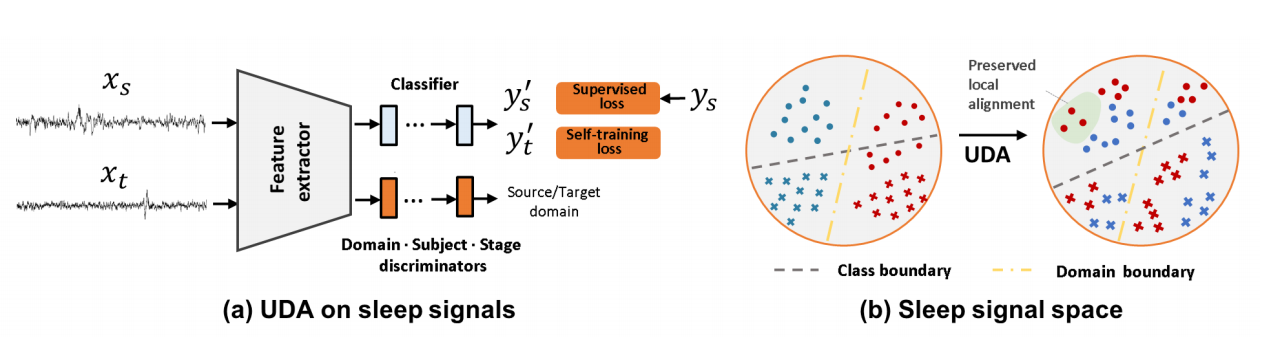 x_s
x_t
Feature
extractor
Classifier
y′_s
y′_t
Supervised
loss
y_s
Self-training
loss
Source/Target
domain
Domain · Subject · Stage
discriminators
(a) UDA on sleep signals
Preserved
local
alignment
UDA
Class boundary
Domain boundary
(b) Sleep signal space